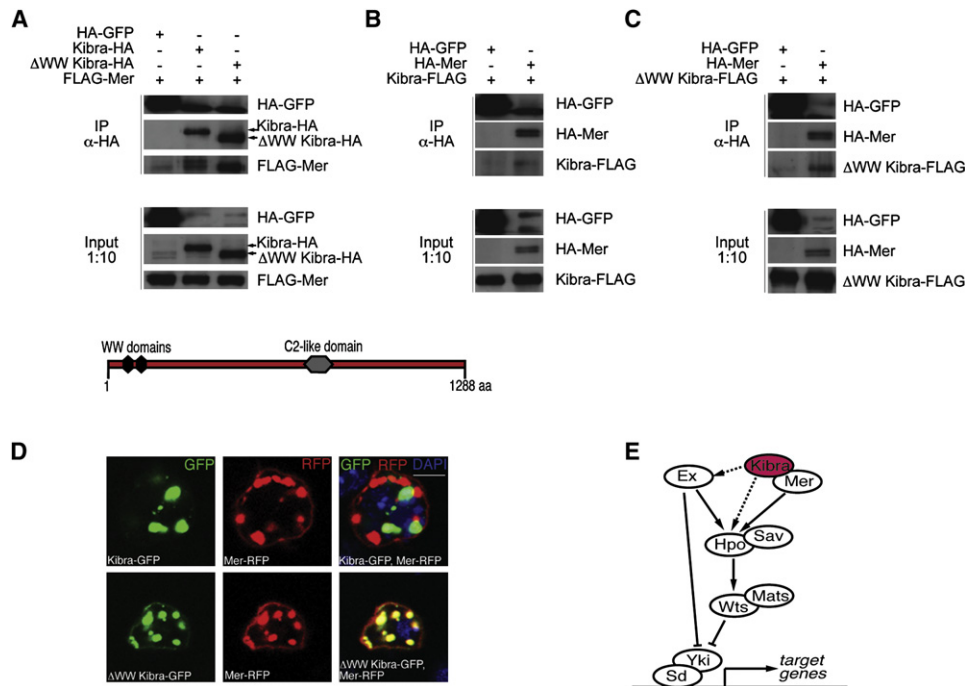 A
HA-GFP + - -
Kibra-HA - + -
ΔWW Kibra-HA - - +
FLAG-Mer + + +
IP
α-HA
HA-GFP
Kibra-HA
ΔWW Kibra-HA
FLAG-Mer
Input
1:10
HA-GFP
Kibra-HA
ΔWW Kibra-HA
FLAG-Mer
B
HA-GFP + -
HA-Mer - +
Kibra-FLAG + +
IP
α-HA
HA-GFP
HA-Mer
Kibra-FLAG
Input
1:10
HA-GFP
HA-Mer
Kibra-FLAG
C
HA-GFP + -
HA-Mer - +
ΔWW Kibra-FLAG + +
IP
α-HA
HA-GFP
HA-Mer
ΔWW Kibra-FLAG
Input
1:10
HA-GFP
HA-Mer
ΔWW Kibra-FLAG
WW domains
C2-like domain
1
1288 aa
D
GFP
RFP
GFP RFP DAPI
Kibra-GFP
Mer-RFP
Kibra-GFP, Mer-RFP
ΔWW Kibra-GFP
Mer-RFP
ΔWW Kibra-GFP,
Mer-RFP
E
Kibra
Ex
Mer
Hpo
Sav
Wts
Mats
Yki
Sd
target
genes